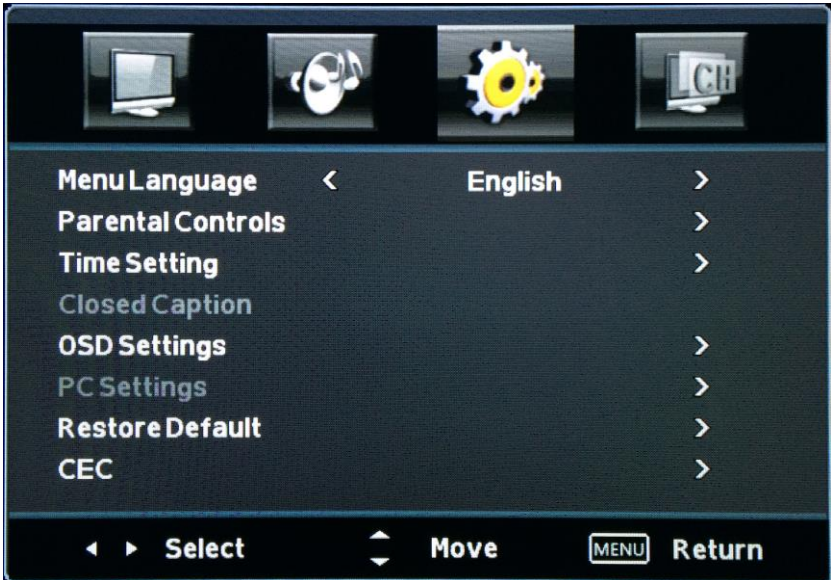 CH
Menu Language < English >
Parental Controls >
Time Setting >
Closed Caption
OSD Settings >
PC Settings >
Restore Default >
CEC >
Select Move MENU Return